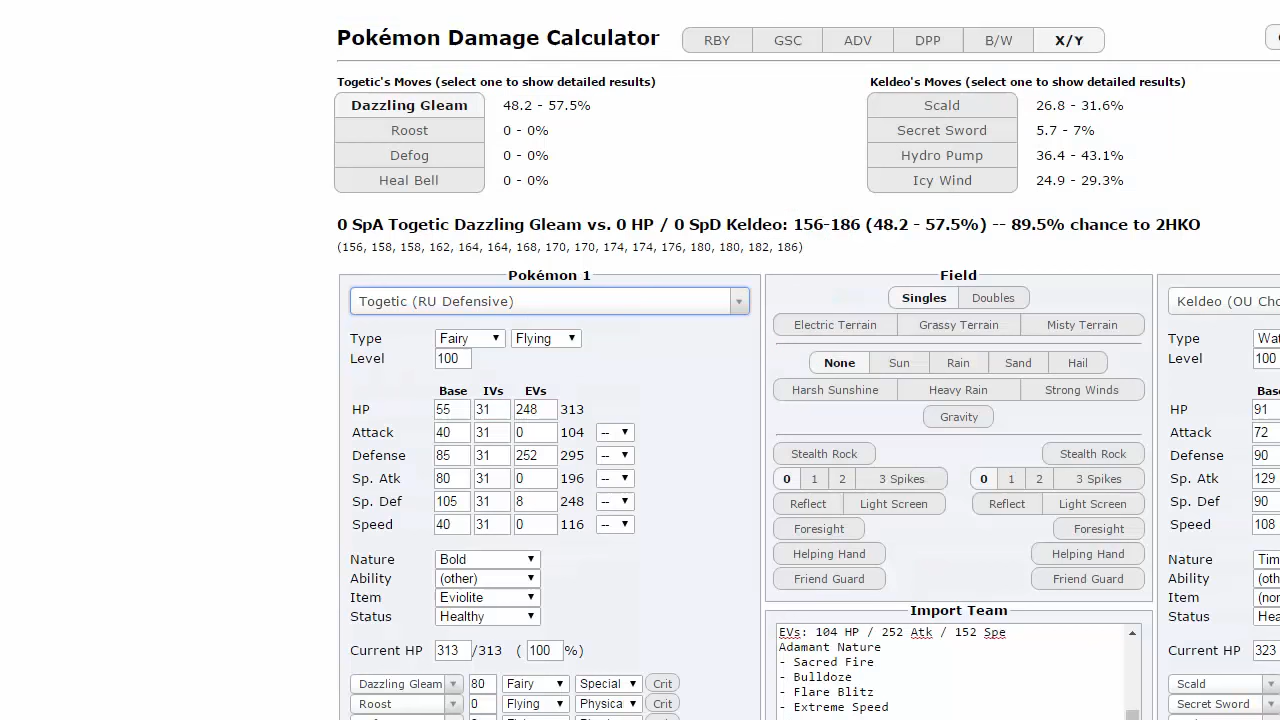 Pokémon Damage Calculator RBY GSC ADV DPP B/W X/Y
Togetic's Moves (select one to show detailed results) Keldeo's Moves (select one to show detailed results)
Dazzling Gleam 48.2 - 57.5% Scald 26.8 - 31.6%
Roost 0 - 0% Secret Sword 5.7 - 7%
Defog 0 - 0% Hydro Pump 36.4 - 43.1%
Heal Bell 0 - 0% Icy Wind 24.9 - 29.3%
0 SpA Togetic Dazzling Gleam vs. 0 HP / 0 SpD Keldeo: 156-186 (48.2 - 57.5%) -- 89.5% chance to 2HKO
(156, 158, 158, 162, 164, 164, 168, 170, 170, 174, 174, 176, 180, 180, 182, 186)
Pokémon 1
Togetic (RU Defensive)
Type Fairy Flying
Level 100
Base IVs EVs
HP 55 31 248 313
Attack 40 31 0 104 --
Defense 85 31 252 295 --
Sp. Atk 80 31 0 196 --
Sp. Def 105 31 8 248 --
Speed 40 31 0 116 --
Nature Bold
Ability (other)
Item Eviolite
Status Healthy
Current HP 313 /313 ( 100 %)
Dazzling Gleam 80 Fairy Special Crit
Roost 0 Flying Physica Crit
Field
Singles Doubles
Electric Terrain Grassy Terrain Misty Terrain
None Sun Rain Sand Hail
Harsh Sunshine Heavy Rain Strong Winds
Gravity
Stealth Rock Stealth Rock
0 1 2 3 Spikes 0 1 2 3 Spikes
Reflect Light Screen Reflect Light Screen
Foresight Foresight
Helping Hand Helping Hand
Friend Guard Friend Guard
Import Team
EVs: 104 HP / 252 Atk / 152 Spe
Adamant Nature
- Sacred Fire
- Bulldoze
- Flare Blitz
- Extreme Speed
Keldeo (OU Cho
Type Wat
Level 100
Base
HP 91
Attack 72
Defense 90
Sp. Atk 129
Sp. Def 90
Speed 108
Nature Tim
Ability (oth
Item (nor
Status Hea
Current HP 323
Scald
Secret Sword